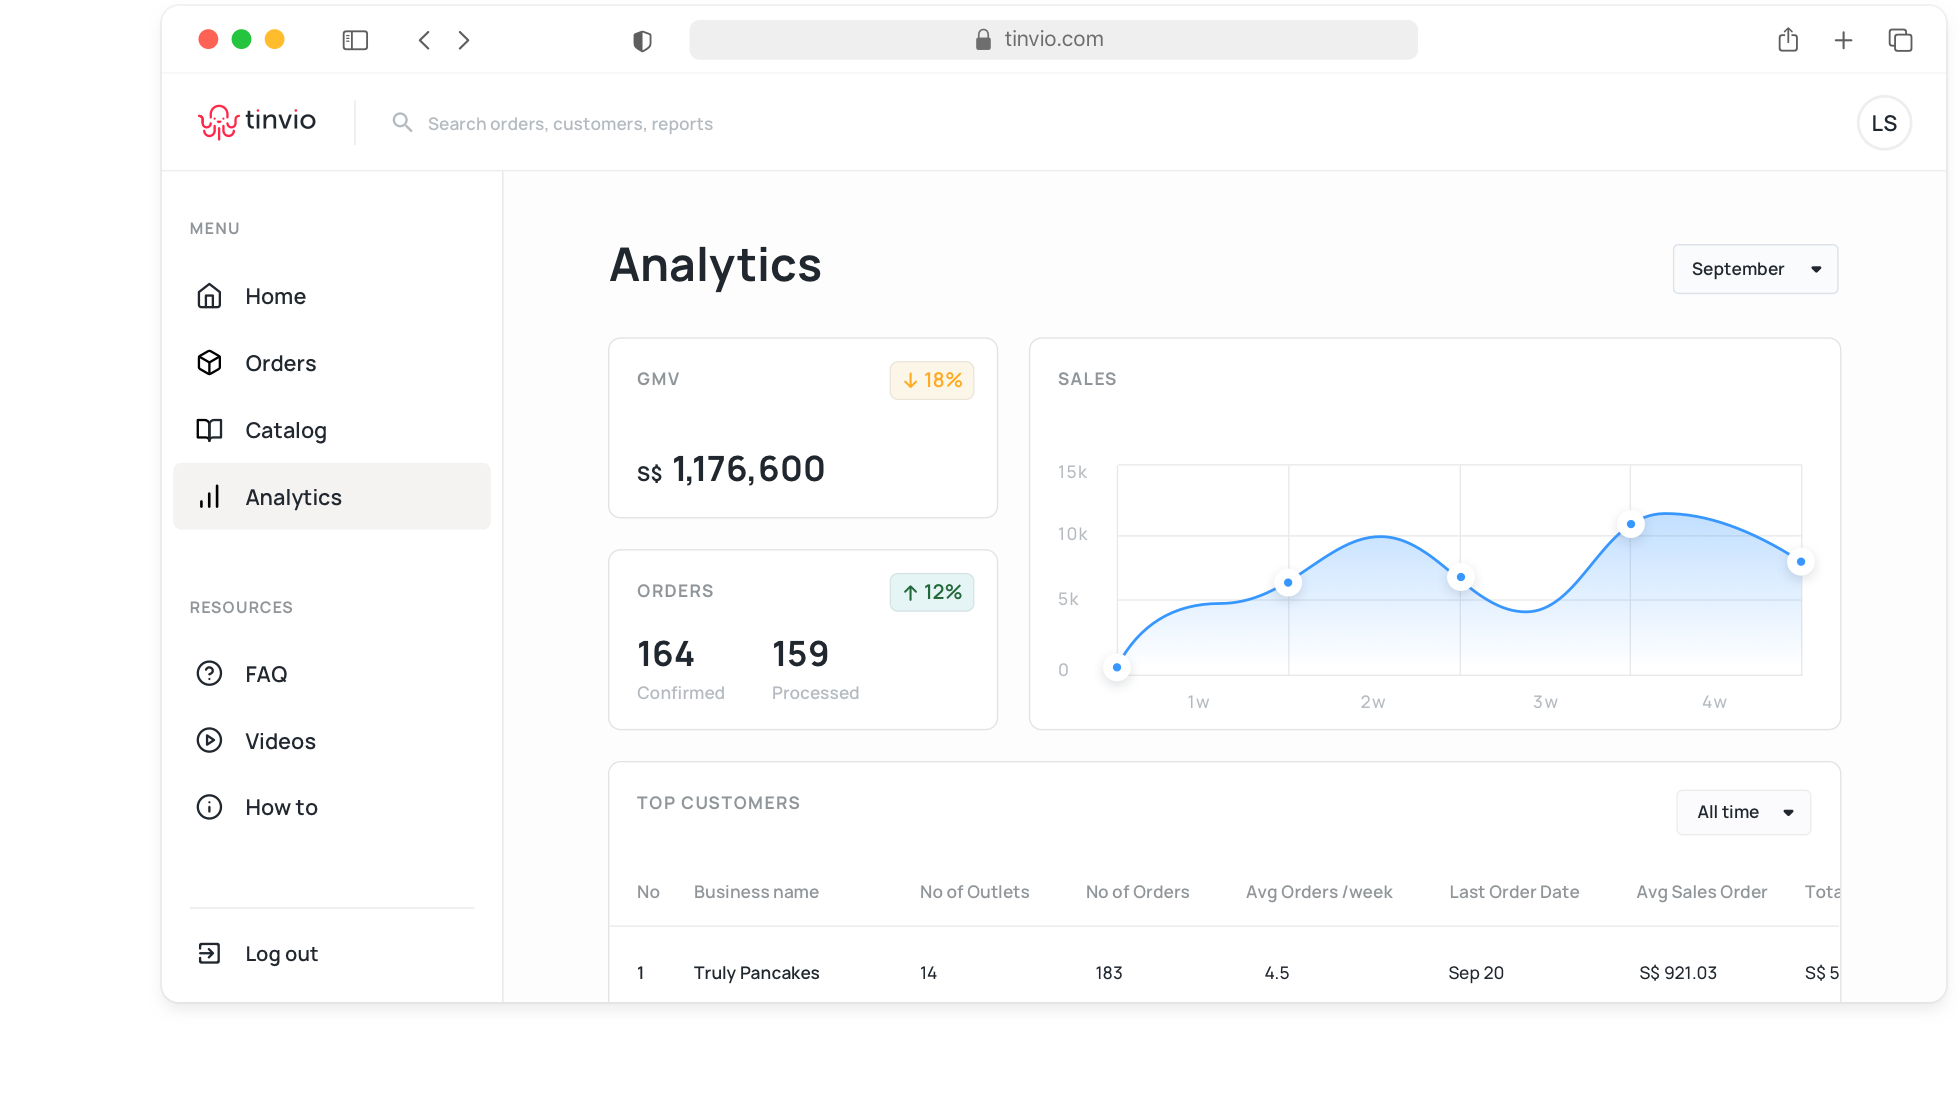 tinvio.com
tinvio
Search orders, customers, reports
LS
MENU
Home
Orders
Catalog
Analytics
RESOURCES
FAQ
Videos
How to
Log out
Analytics
September
GMV
↓ 18%
S$ 1,176,600
ORDERS
↑ 12%
164 159
Confirmed Processed
SALES
15k
10k
5k
0
1w 2w 3w 4w
TOP CUSTOMERS
All time
No Business name No of Outlets No of Orders Avg Orders /week Last Order Date Avg Sales Order Tota
1 Truly Pancakes 14 183 4.5 Sep 20 S$ 921.03 S$ 5